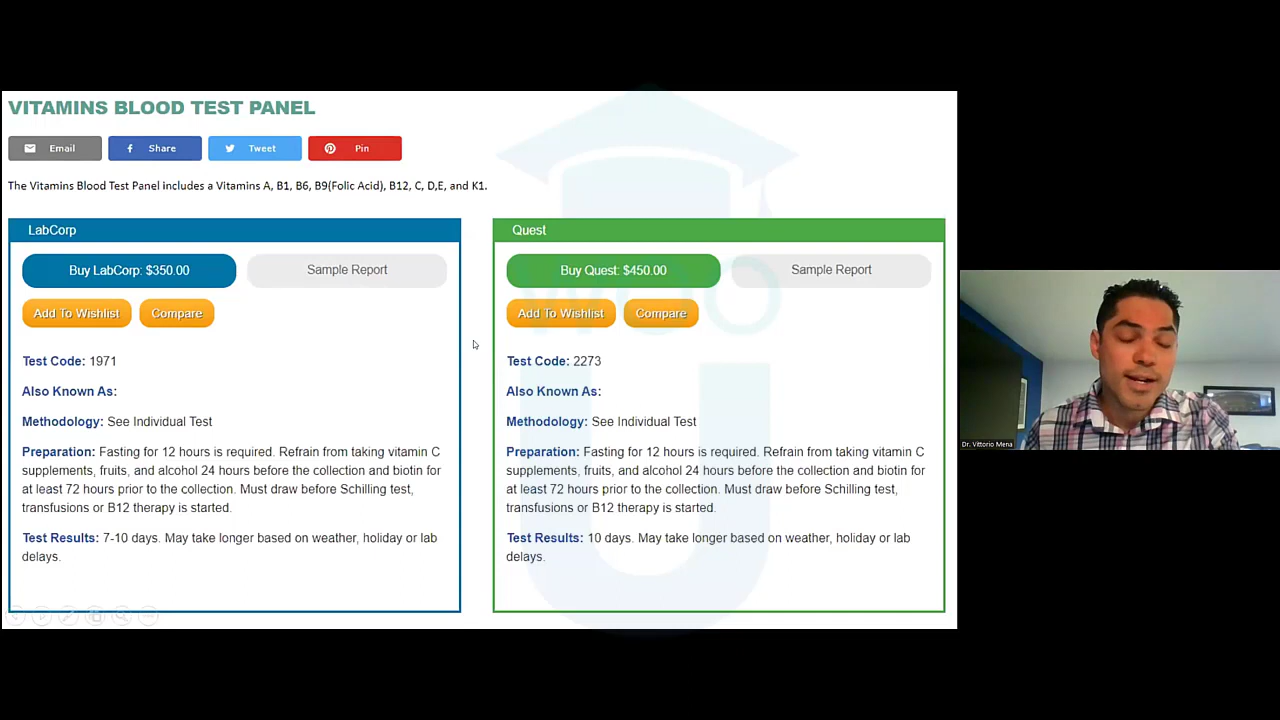 VITAMINS BLOOD TEST PANEL
Email
Share
Tweet
Pin
The Vitamins Blood Test Panel includes a Vitamins A, B1, B6, B9(Folic Acid), B12, C, D,E, and K1.
LabCorp
Buy LabCorp: $350.00
Sample Report
Add To Wishlist
Compare
Test Code: 1971
Also Known As:
Methodology: See Individual Test
Preparation: Fasting for 12 hours is required. Refrain from taking vitamin C
supplements, fruits, and alcohol 24 hours before the collection and biotin for
at least 72 hours prior to the collection. Must draw before Schilling test,
transfusions or B12 therapy is started.
Test Results: 7-10 days. May take longer based on weather, holiday or lab
delays.
Quest
Buy Quest: $450.00
Sample Report
Add To Wishlist
Compare
Test Code: 2273
Also Known As:
Methodology: See Individual Test
Preparation: Fasting for 12 hours is required. Refrain from taking vitamin C
supplements, fruits, and alcohol 24 hours before the collection and biotin for
at least 72 hours prior to the collection. Must draw before Schilling test,
transfusions or B12 therapy is started.
Test Results: 10 days. May take longer based on weather, holiday or lab
delays.
Dr. Vittorio Mena